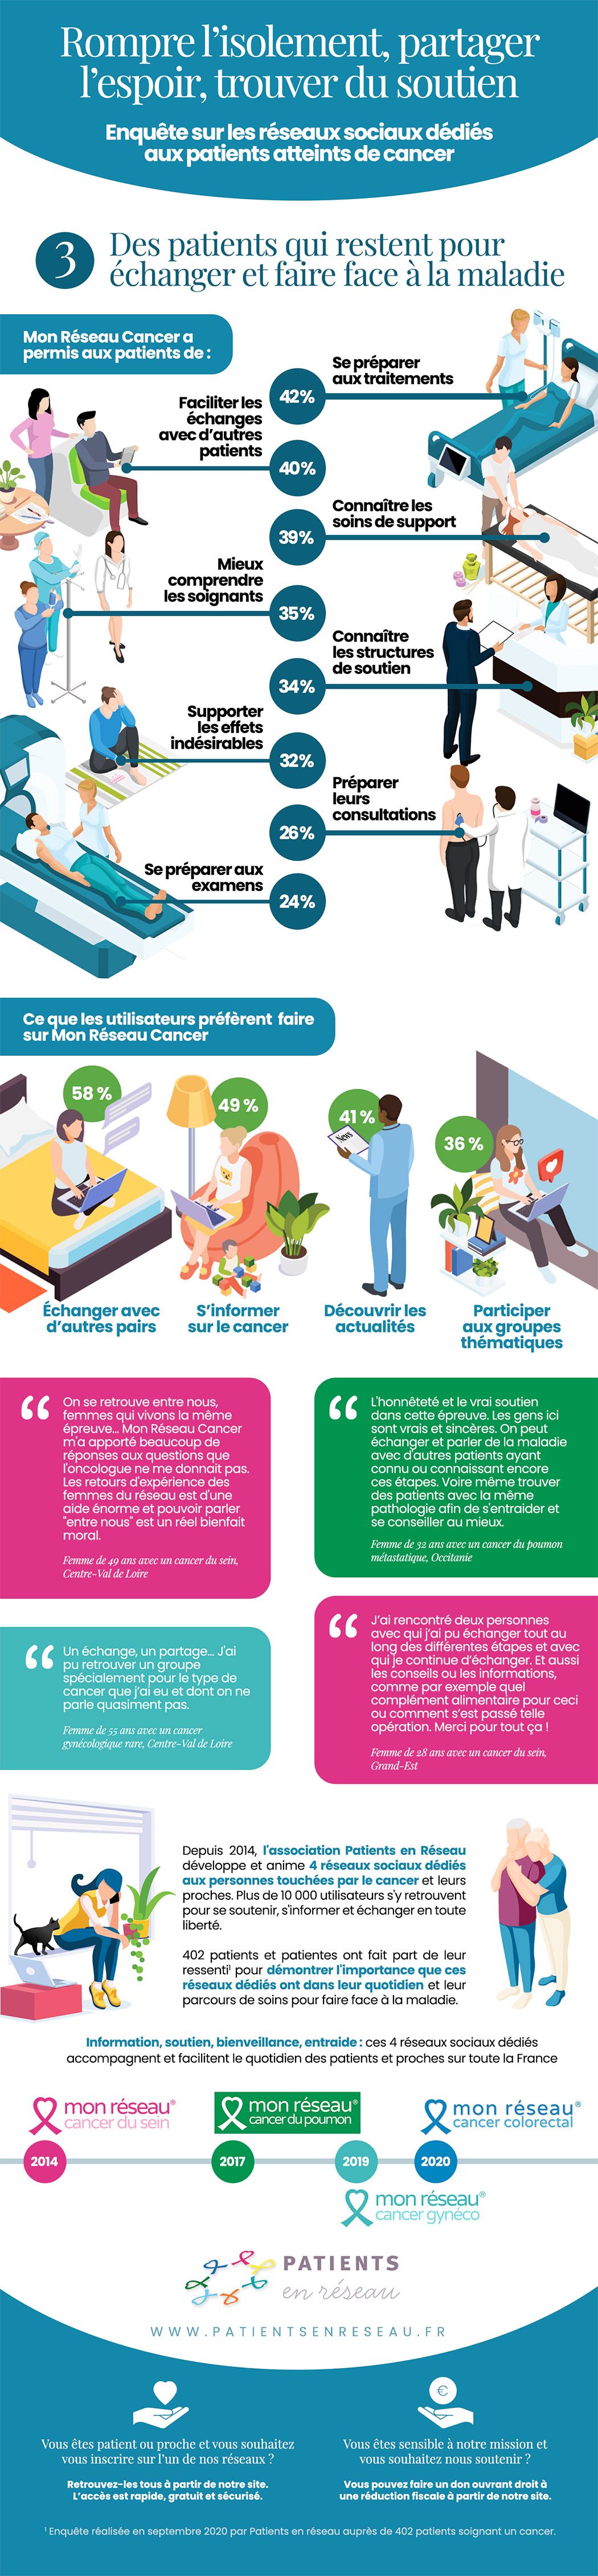 Rompre l'isolement, partager
l'espoir, trouver du soutien
Enquête sur les réseaux sociaux dédiés
aux patients atteints de cancer
3
Des patients qui restent pour
échanger et faire face à la maladie
Mon Réseau Cancer a
permis aux patients de :
Se préparer
aux traitements
42%
Faciliter les
échanges
avec d'autres
patients
40%
Connaître les
soins de support
39%
Mieux
comprendre
les soignants
35%
Connaître
les structures
de soutien
34%
Supporter
les effets
indésirables
32%
Préparer
leurs
consultations
26%
Se préparer aux
examens
24%
Ce que les utilisateurs préfèrent faire
sur Mon Réseau Cancer
58 %
49 %
41 %
36 %
News
Échanger avec
d'autres pairs
S'informer
sur le cancer
Découvrir les
actualités
Participer
aux groupes
thématiques
“ On se retrouve entre nous,
femmes qui vivons la même
épreuve... Mon Réseau Cancer
m'a apporté beaucoup de
réponses aux questions que
l'oncologue ne me donnait pas.
Les retours d'expérience des
femmes du réseau est d'une
aide énorme et pouvoir parler
"entre nous" est un réel bienfait
moral.
Femme de 49 ans avec un cancer du sein,
Centre-Val de Loire
“ L'honnêteté et le vrai soutien
dans cette épreuve. Les gens ici
sont vrais et sincères. On peut
échanger et parler de la maladie
avec d'autres patients ayant
connu ou connaissant encore
ces étapes. Voire même trouver
des patients avec la même
pathologie afin de s'entraider et
se conseiller au mieux.
Femme de 32 ans avec un cancer du poumon
métastatique, Occitanie
“ Un échange, un partage... J'ai
pu retrouver un groupe
spécialement pour le type de
cancer que j'ai eu et dont on ne
parle quasiment pas.
Femme de 55 ans avec un cancer
gynécologique rare, Centre-Val de Loire
“ J'ai rencontré deux personnes
avec qui j'ai pu échanger tout au
long des différentes étapes et avec
qui je continue d'échanger. Et aussi
les conseils ou les informations,
comme par exemple quel
complément alimentaire pour ceci
ou comment s'est passé telle
opération. Merci pour tout ça !
Femme de 28 ans avec un cancer du sein,
Grand-Est
Depuis 2014, l'association Patients en Réseau
développe et anime 4 réseaux sociaux dédiés
aux personnes touchées par le cancer et leurs
proches. Plus de 10 000 utilisateurs s'y retrouvent
pour se soutenir, s'informer et échanger en toute
liberté.
402 patients et patientes ont fait part de leur
ressenti¹ pour démontrer l'importance que ces
réseaux dédiés ont dans leur quotidien et leur
parcours de soins pour faire face à la maladie.
Information, soutien, bienveillance, entraide : ces 4 réseaux sociaux dédiés
accompagnent et facilitent le quotidien des patients et proches sur toute la France
mon réseau®
cancer du sein
mon réseau®
cancer du poumon
mon réseau®
cancer colorectal
2014
2017
2019
2020
mon réseau®
cancer gynéco
PATIENTS
en réseau
WWW.PATIENTSENRESEAU.FR
€
Vous êtes patient ou proche et vous souhaitez
vous inscrire sur l'un de nos réseaux ?
Retrouvez-les tous à partir de notre site.
L'accès est rapide, gratuit et sécurisé.
Vous êtes sensible à notre mission et
vous souhaitez nous soutenir ?
Vous pouvez faire un don ouvrant droit à
une réduction fiscale à partir de notre site.
¹ Enquête réalisée en septembre 2020 par Patients en réseau auprès de 402 patients soignant un cancer.